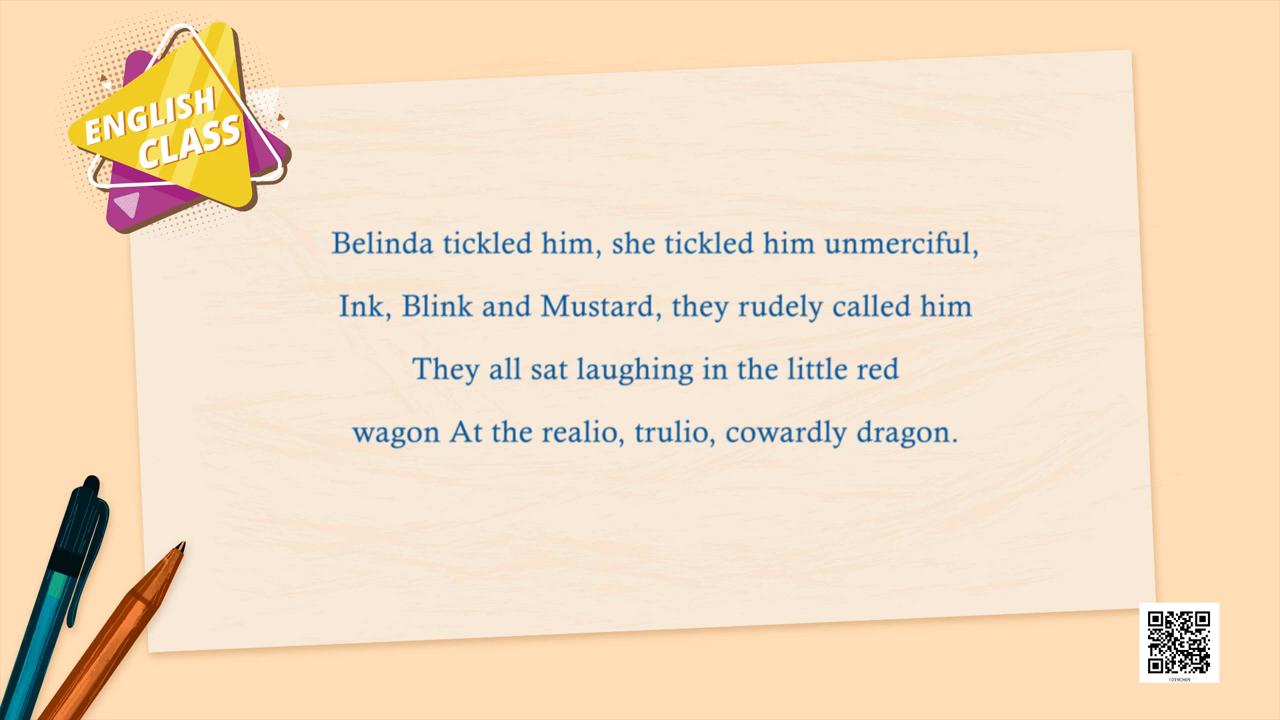 ENGLISH
CLASS
Belinda tickled him, she tickled him unmerciful,
Ink, Blink and Mustard, they rudely called him
They all sat laughing in the little red
wagon At the realio, trulio, cowardly dragon.
1059CH09